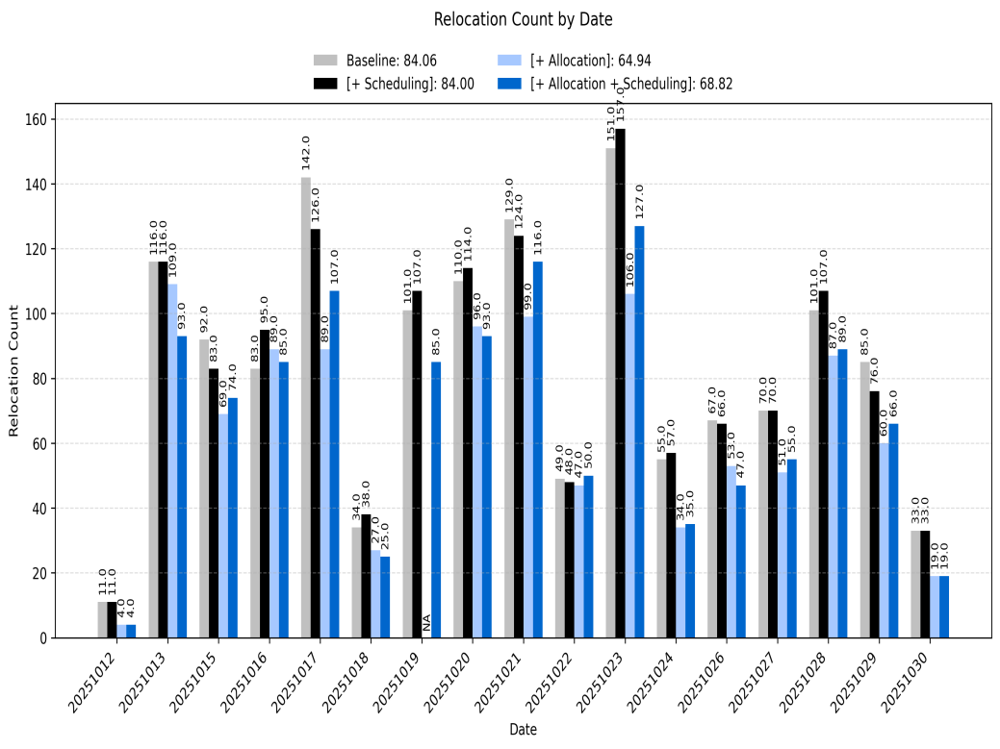 Relocation Count by Date
Baseline: 84.06
[+ Scheduling]: 84.00
[+ Allocation]: 64.94
[+ Allocation + Scheduling]: 68.82
Relocation Count
160
140
120
100
80
60
40
20
0
11.0 11.0 4.0 4.0
116.0 116.0 109.0 93.0
92.0 83.0 69.0 74.0
83.0 95.0 89.0 85.0
142.0 126.0 89.0 107.0
34.0 38.0 27.0 25.0
101.0 107.0 NA 85.0
110.0 114.0 96.0 93.0
129.0 124.0 99.0 116.0
49.0 48.0 47.0 50.0
151.0 157.0 106.0 127.0
55.0 57.0 34.0 35.0
67.0 66.0 53.0 47.0
70.0 70.0 51.0 55.0
101.0 107.0 87.0 89.0
85.0 76.0 60.0 66.0
33.0 33.0 19.0 19.0
20251012
20251013
20251015
20251016
20251017
20251018
20251019
20251020
20251021
20251022
20251023
20251024
20251026
20251027
20251028
20251029
20251030
Date